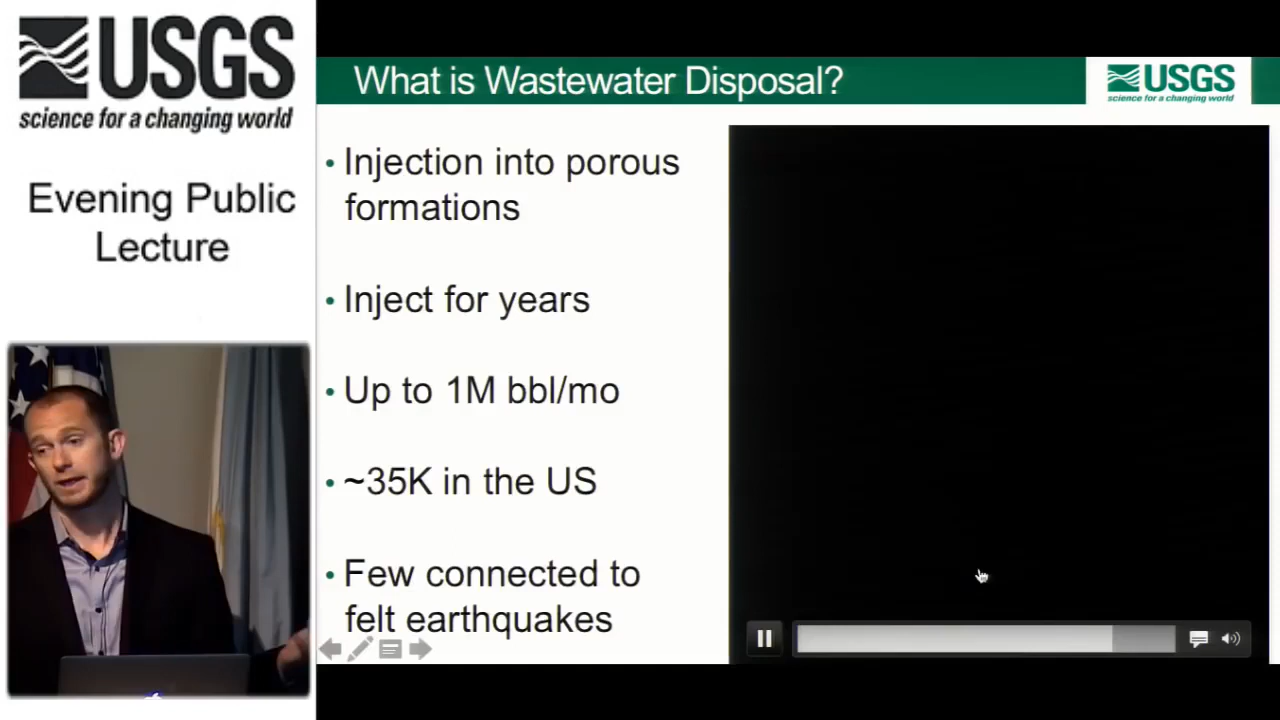 USGS
science for a changing world
Evening Public
Lecture
What is Wastewater Disposal?
USGS
science for a changing world
• Injection into porous
formations
• Inject for years
• Up to 1M bbl/mo
• ~35K in the US
• Few connected to
felt earthquakes